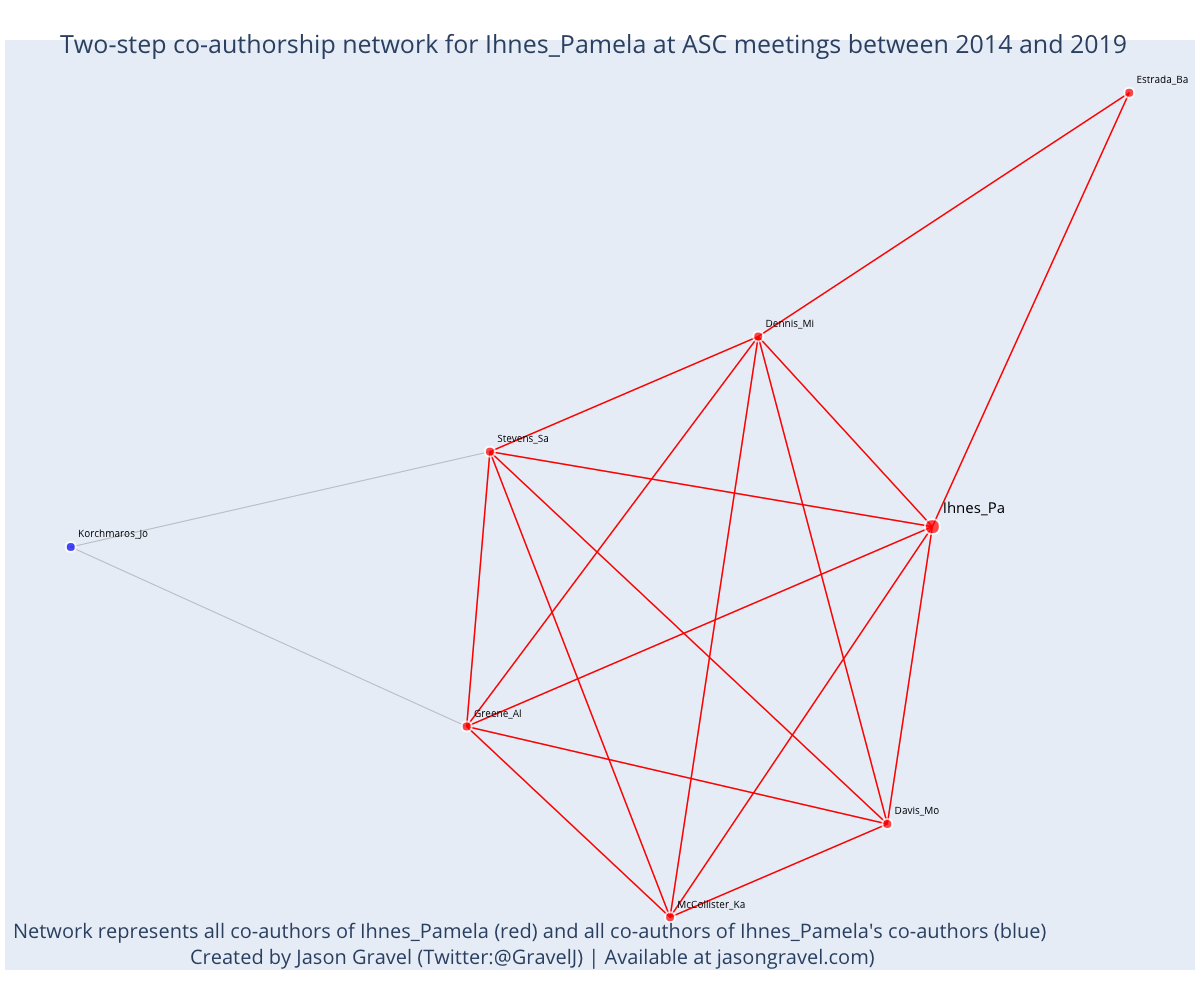 Two-step co-authorship network for Ihnes_Pamela at ASC meetings between 2014 and 2019
Estrada_Ba
Dennis_Mi
Stevens_Sa
Ihnes_Pa
Korchmaros_Jo
Greene_Al
Davis_Mo
McCollister_Ka
Network represents all co-authors of Ihnes_Pamela (red) and all co-authors of Ihnes_Pamela's co-authors (blue)
Created by Jason Gravel (Twitter:@GravelJ) | Available at jasongravel.com)